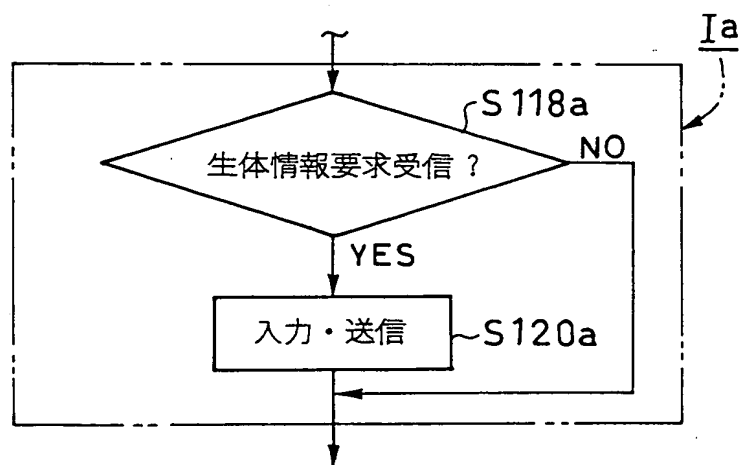 Ia
S118a
生体情報要求受信?
NO
YES
入力・送信
S120a